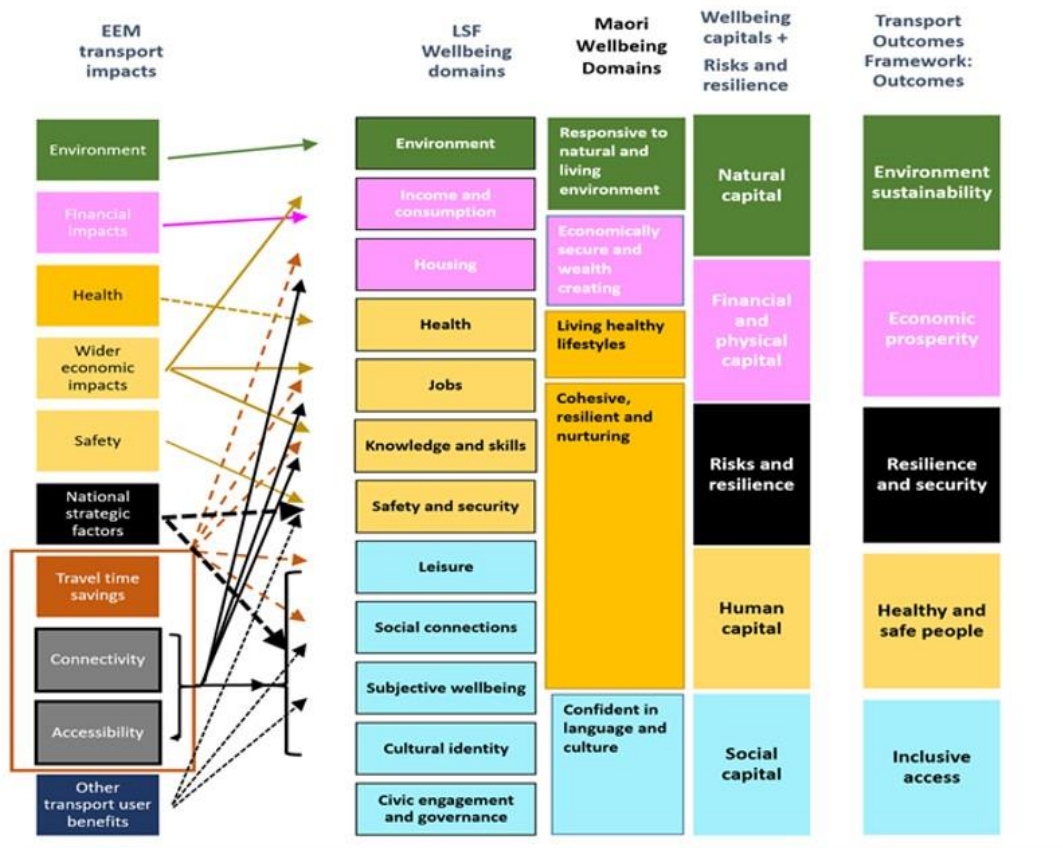 EEM
transport
impacts
Environment
Financial
impacts
Health
Wider
economic
impacts
Safety
National
strategic
factors
Travel time
savings
Connectivity
Accessibility
Other
transport user
benefits
LSF
Wellbeing
domains
Environment
Income and
consumption
Housing
Health
Jobs
Knowledge and skills
Safety and security
Leisure
Social connections
Subjective wellbeing
Cultural identity
Civic engagement
and governance
Maori
Wellbeing
Domains
Responsive to
natural and
living
environment
Economically
secure and
wealth
creating
Living healthy
lifestyles
Cohesive,
resilient and
nurturing
Confident in
language and
culture
Wellbeing
capitals +
Risks and
resilience
Natural
capital
Financial
and
physical
capital
Risks and
resilience
Human
capital
Social
capital
Transport
Outcomes
Framework:
Outcomes
Environment
sustainability
Economic
prosperity
Resilience
and security
Healthy and
safe people
Inclusive
access